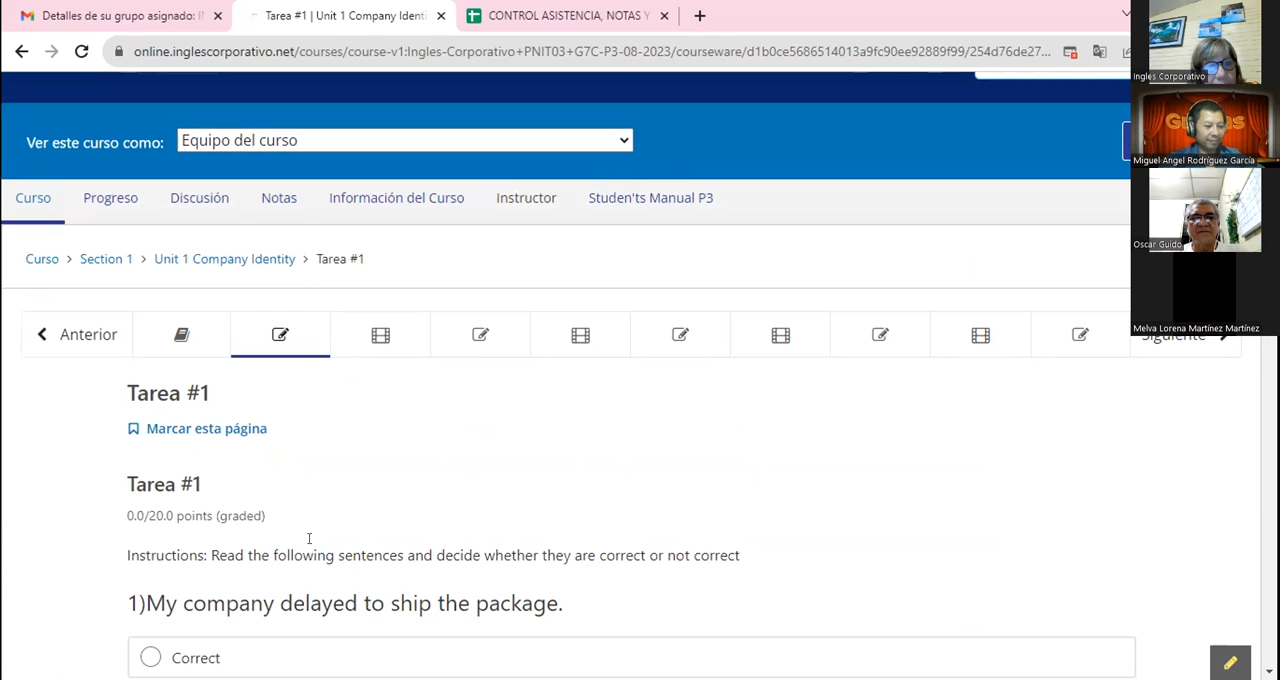 Detalles de su grupo asignado: I
Tarea #1 | Unit 1 Company Identi
CONTROL ASISTENCIA, NOTAS Y
online.inglescorporativo.net/courses/course-v1:Ingles-Corporativo+PNIT03+G7C-P3-08-2023/courseware/d1b0ce5686514013a9fc90ee92889f99/254d76de27...
Ingles Corporativo
Ver este curso como: Equipo del curso
Miguel Angel Rodríguez García
Curso Progreso Discusión Notas Información del Curso Instructor Studen'ts Manual P3
Oscar Guido
Curso > Section 1 > Unit 1 Company Identity > Tarea #1
Melva Lorena Martínez Martínez
Anterior
Siguiente
Tarea #1
Marcar esta página
Tarea #1
0.0/20.0 points (graded)
Instructions: Read the following sentences and decide whether they are correct or not correct
1)My company delayed to ship the package.
Correct